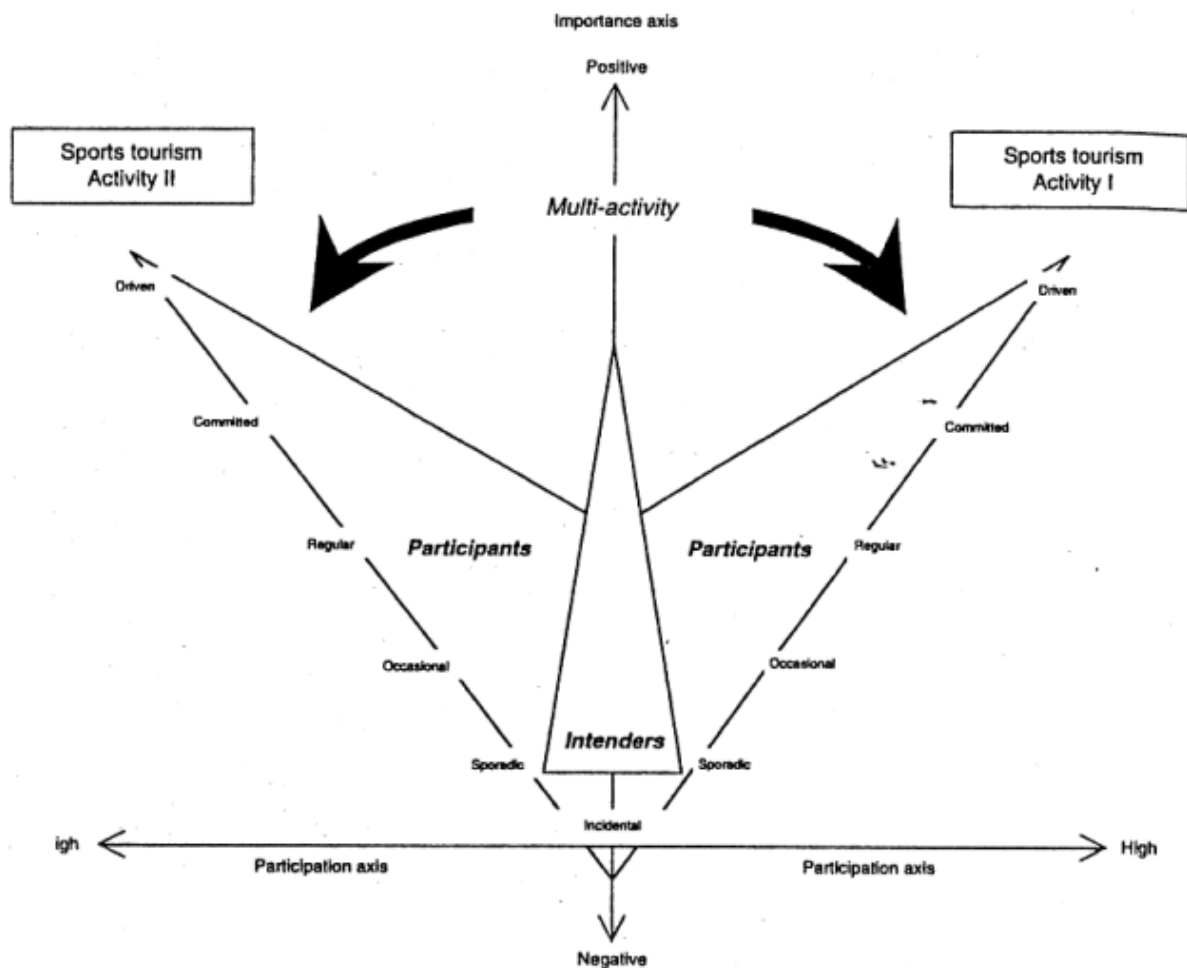 Importance axis
Positive
Sports tourism
Activity II
Sports tourism
Activity I
Multi-activity
Driven
Driven
Committed
Committed
Regular
Participants
Participants
Regular
Occasional
Occasional
Intenders
Sporadic
Sporadic
Incidental
igh
High
Participation axis
Participation axis
Negative